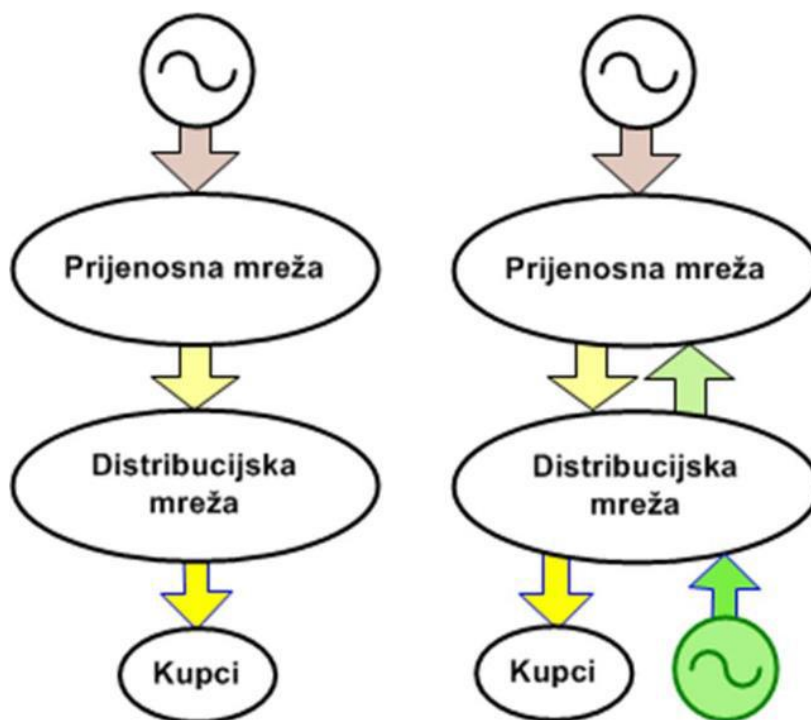 Prijenosna mreža
Distribucijska
mreža
Kupci
Prijenosna mreža
Distribucijska
mreža
Kupci